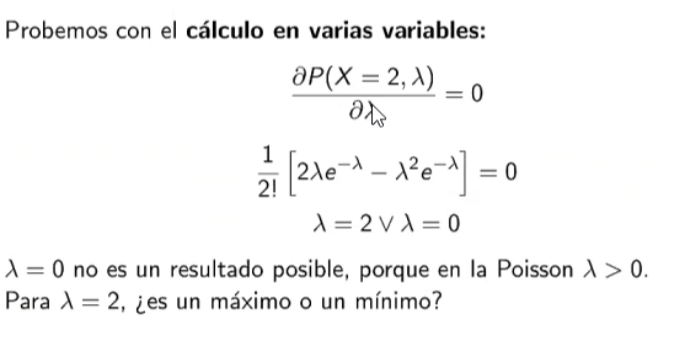 Probemos con el cálculo en varias variables:
∂P(X = 2, λ)
∂λ
= 0
1/2! [2λe^{−λ} − λ²e^{−λ}] = 0
λ = 2 ∨ λ = 0
λ = 0 no es un resultado posible, porque en la Poisson λ > 0.
Para λ = 2, ¿es un máximo o un mínimo?